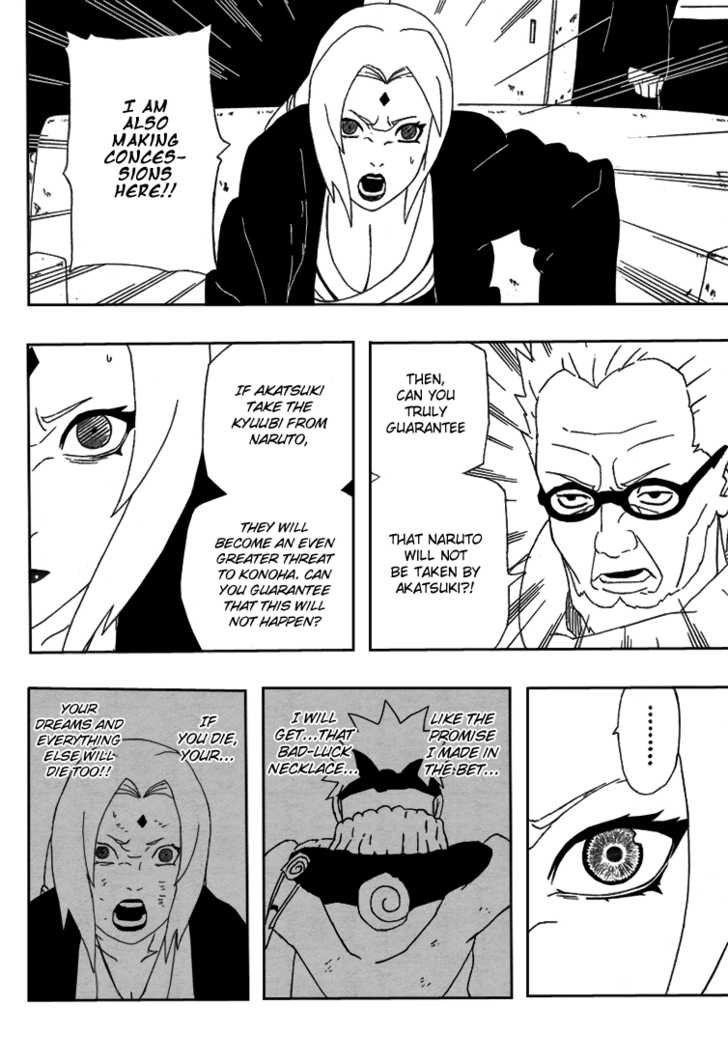 I AM
ALSO
MAKING
CONCES-
SIONS
HERE!!
THEN,
CAN YOU
TRULY
GUARANTEE
THAT NARUTO
WILL NOT
BE TAKEN BY
AKATSUKI?!
IF AKATSUKI
TAKE THE
KYUUBI FROM
NARUTO,
THEY WILL
BECOME AN EVEN
GREATER THREAT
TO KONOHA. CAN
YOU GUARANTEE
THAT THIS WILL
NOT HAPPEN?
........
LIKE THE
PROMISE
I MADE IN
THE BET...
I WILL
GET...THAT
BAD-LUCK
NECKLACE...
IF
YOU DIE,
YOUR...
YOUR
DREAMS AND
EVERYTHING
ELSE WILL
DIE TOO!!